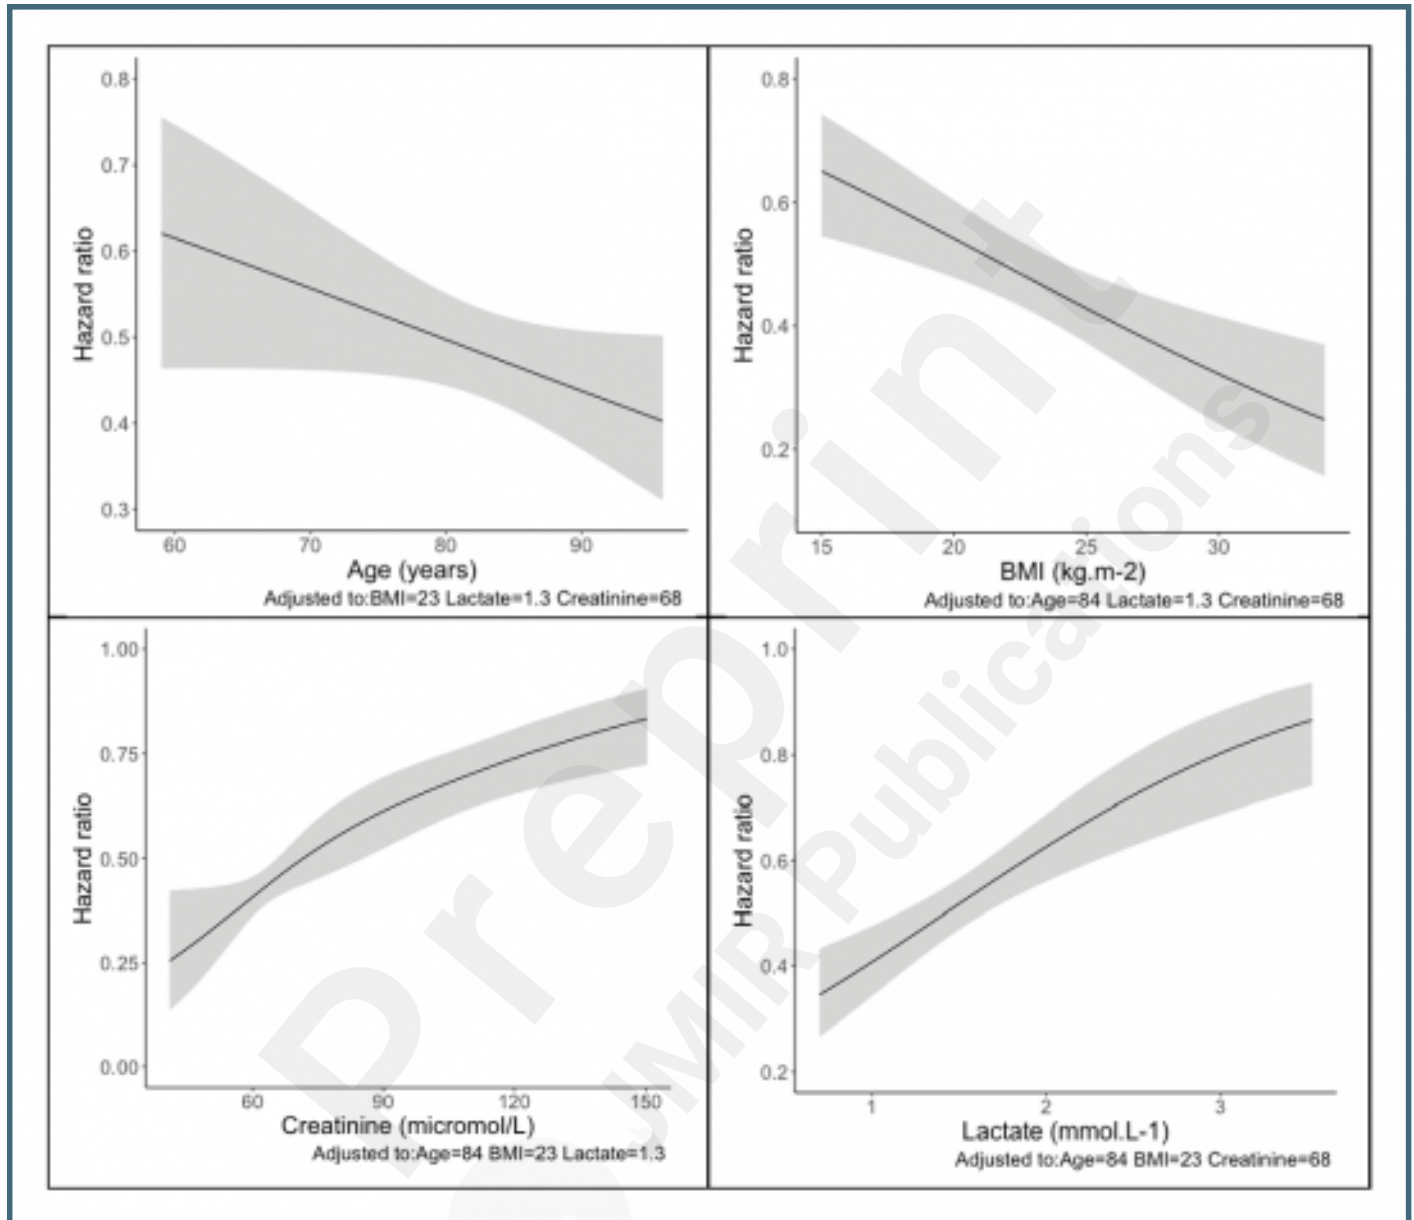 0.8
0.7
0.6
0.5
0.4
0.3
Hazard ratio
60 70 80 90
Age (years)
Adjusted to:BMI=23 Lactate=1.3 Creatinine=68
0.8
0.6
0.4
0.2
Hazard ratio
15 20 25 30
BMI (kg.m-2)
Adjusted to:Age=84 Lactate=1.3 Creatinine=68
1.00
0.75
0.50
0.25
0.00
Hazard ratio
60 90 120 150
Creatinine (micromol/L)
Adjusted to:Age=84 BMI=23 Lactate=1.3
1.0
0.8
0.6
0.4
0.2
Hazard ratio
1 2 3
Lactate (mmol.L-1)
Adjusted to:Age=84 BMI=23 Creatinine=68
Preprint
JMIR Publications